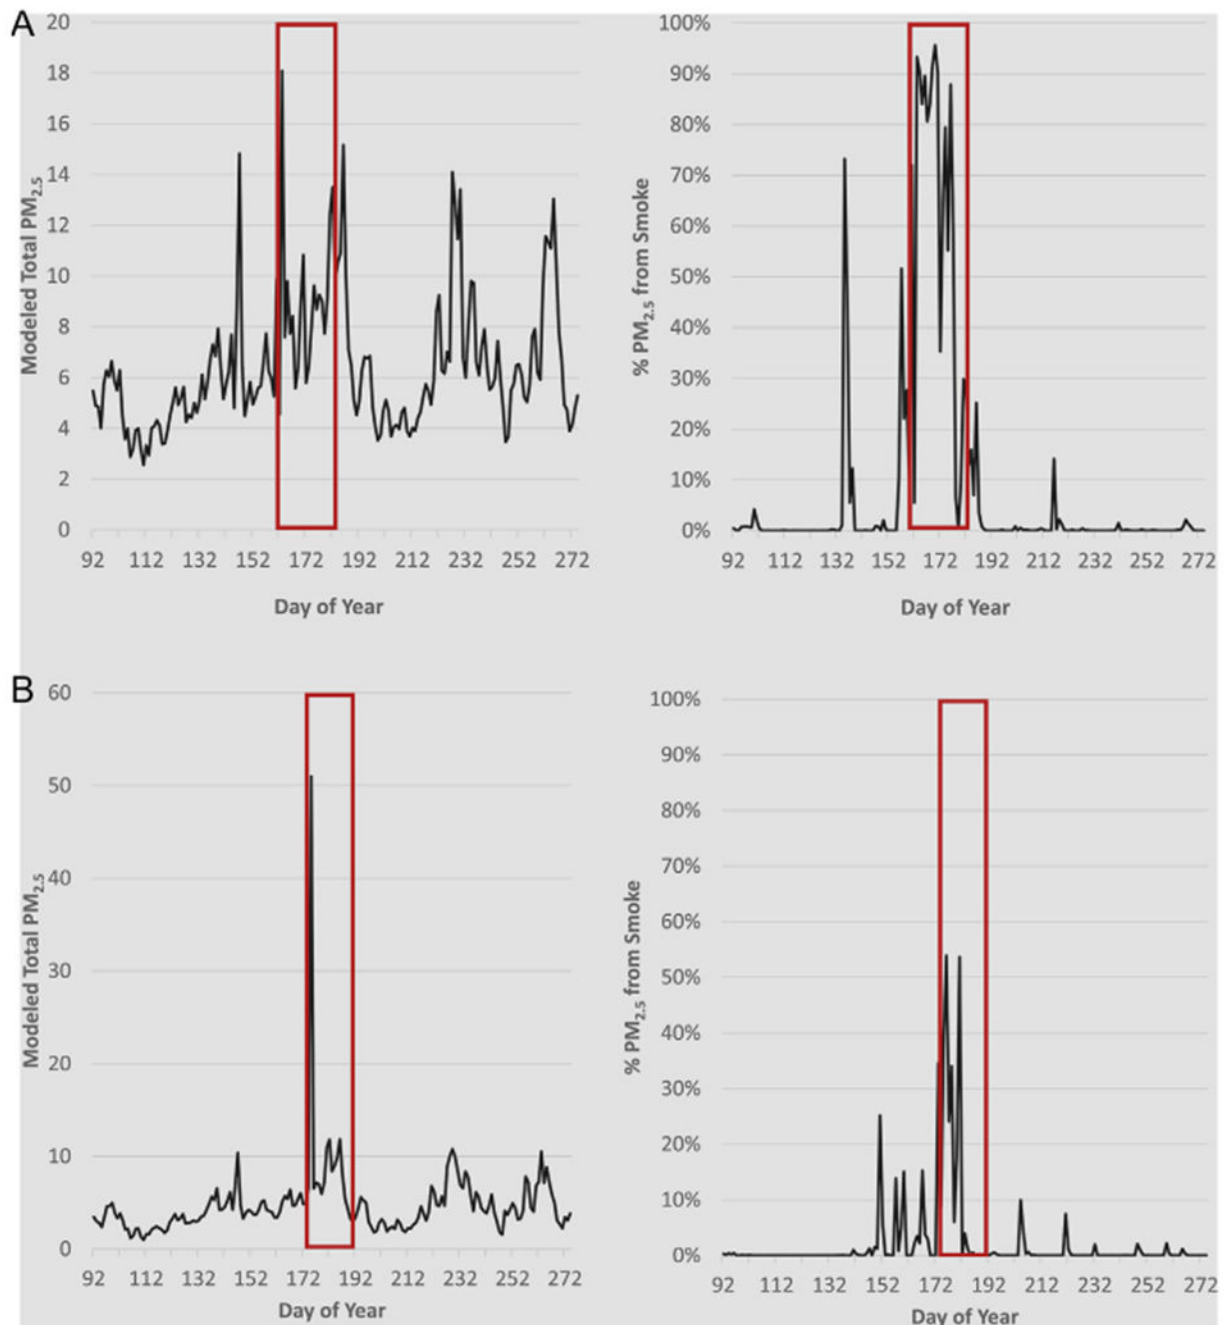 A
20
18
16
14
12
10
8
6
4
2
0
Modeled Total PM2.5
92 112 132 152 172 192 212 232 252 272
Day of Year
100%
90%
80%
70%
60%
50%
40%
30%
20%
10%
0%
% PM2.5 from Smoke
92 112 132 152 172 192 212 232 252 272
Day of Year
B
60
50
40
30
20
10
0
Modeled Total PM2.5
92 112 132 152 172 192 212 232 252 272
Day of Year
100%
90%
80%
70%
60%
50%
40%
30%
20%
10%
0%
% PM2.5 from Smoke
92 112 132 152 172 192 212 232 252 272
Day of Year